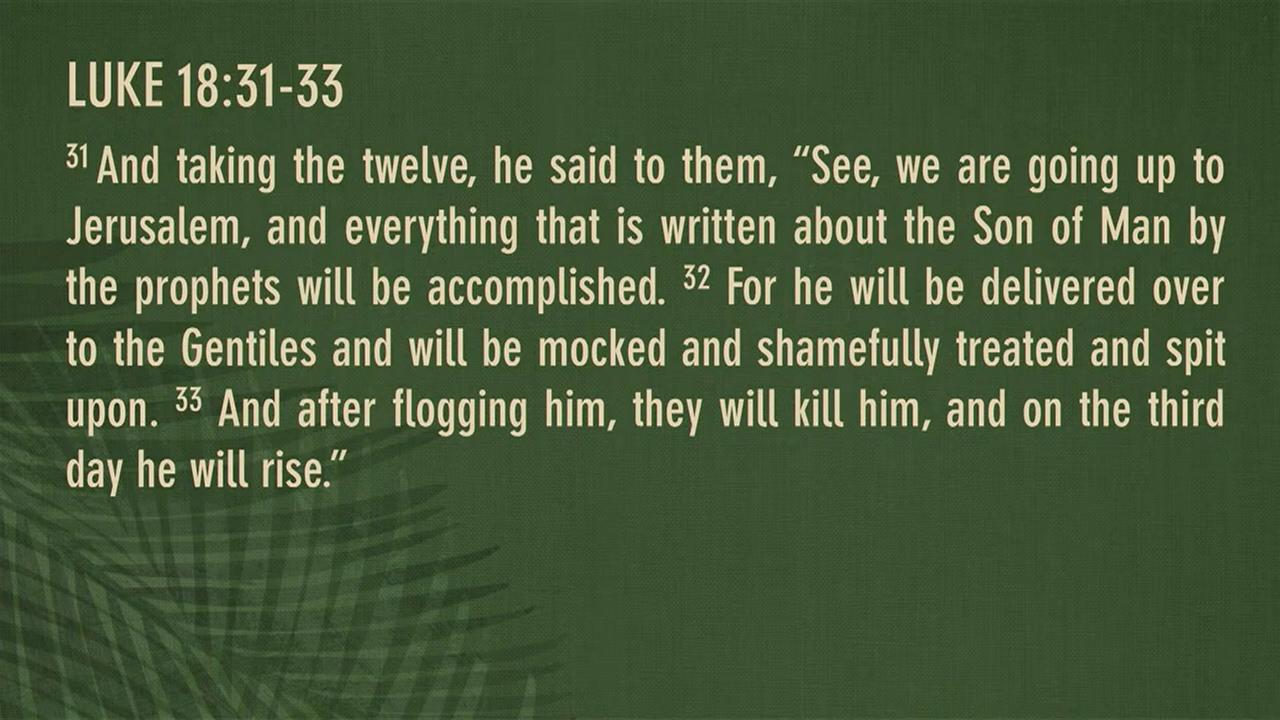 LUKE 18:31-33
31 And taking the twelve, he said to them, “See, we are going up to
Jerusalem, and everything that is written about the Son of Man by
the prophets will be accomplished. 32 For he will be delivered over
to the Gentiles and will be mocked and shamefully treated and spit
upon. 33 And after flogging him, they will kill him, and on the third
day he will rise.”